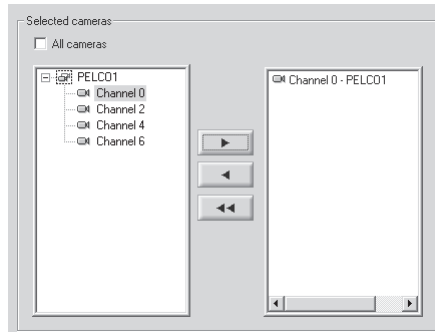 Selected cameras
All cameras
PELCO1
Channel 0
Channel 2
Channel 4
Channel 6
Channel 0 - PELCO1